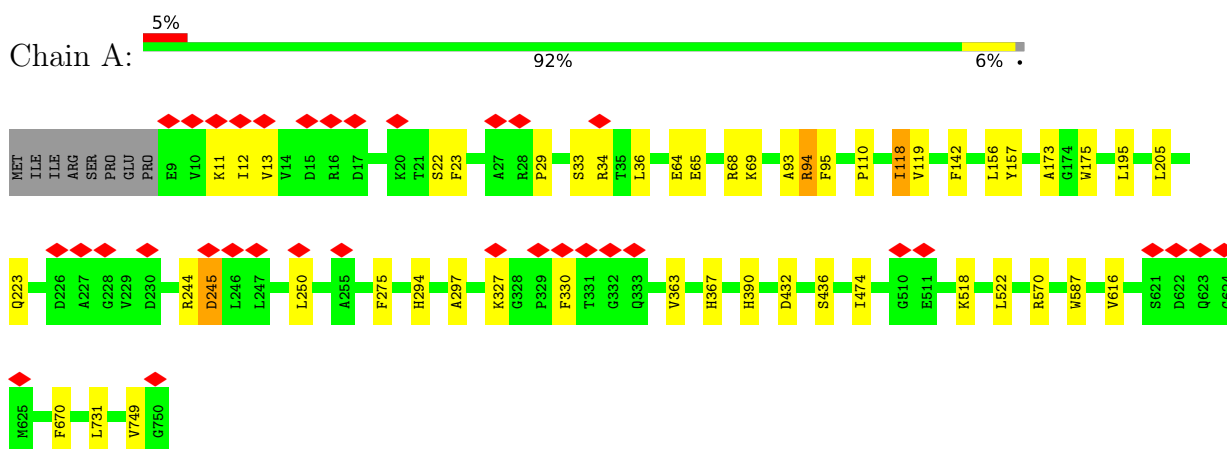 5%
Chain A:
92% 6% •
MET ILE ILE ARG SER PRO GLU PRO E9 V10 K11 I12 V13 V14 D15 R16 D17 K20 T21 S22 F23 A27 R28 P29 S33 R34 T35 L36 E64 E65 R68 K69 A93 R94 F95 P110 I118 V119 F142 L156 Y157 A173 G174 W175 L195 L205
Q223 D226 A227 G228 V229 D230 R244 D245 L246 L247 L250 A255 F275 H294 A297 K327 G328 P329 F330 T331 G332 Q333 V363 H367 H390 D432 S436 I474 G510 E511 K518 L522 R570 W587 V616 S621 D622 Q623
M625 F670 L731 V749 G750